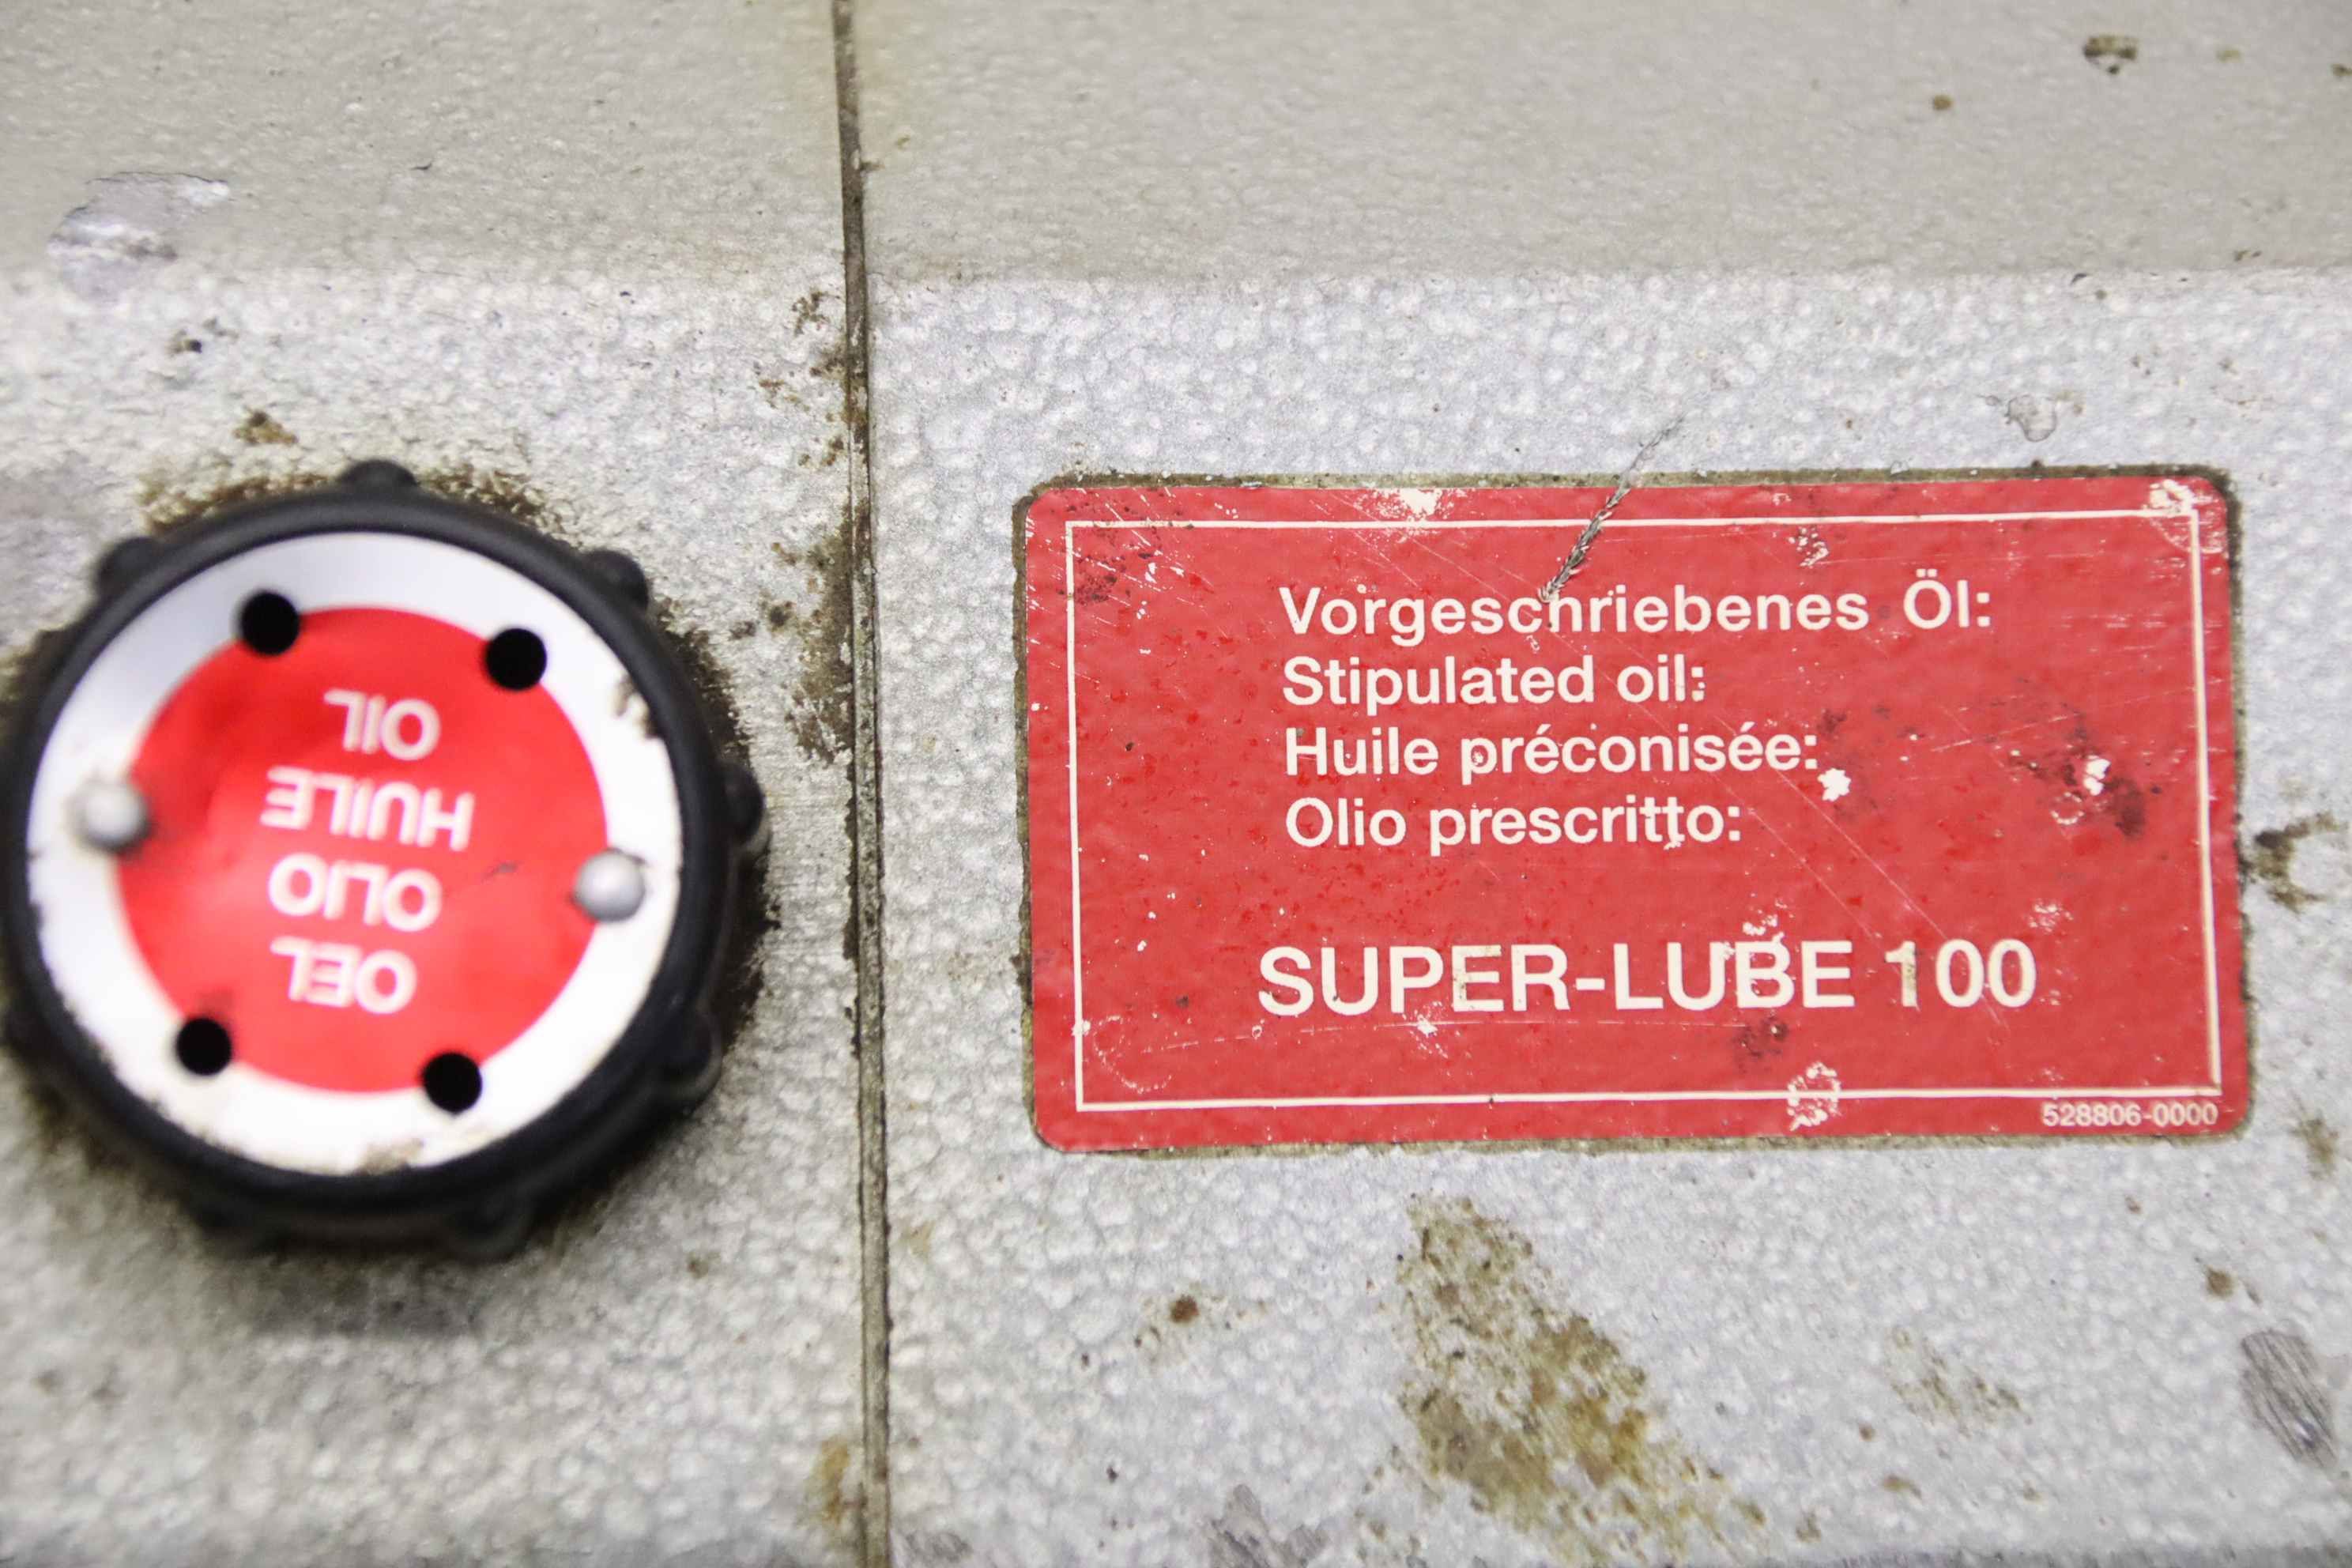 OEL
OLIO
HUILE
OIL
Vorgeschriebenes Öl:
Stipulated oil:
Huile préconisée:
Olio prescritto:
SUPER-LUBE 100
528806-0000